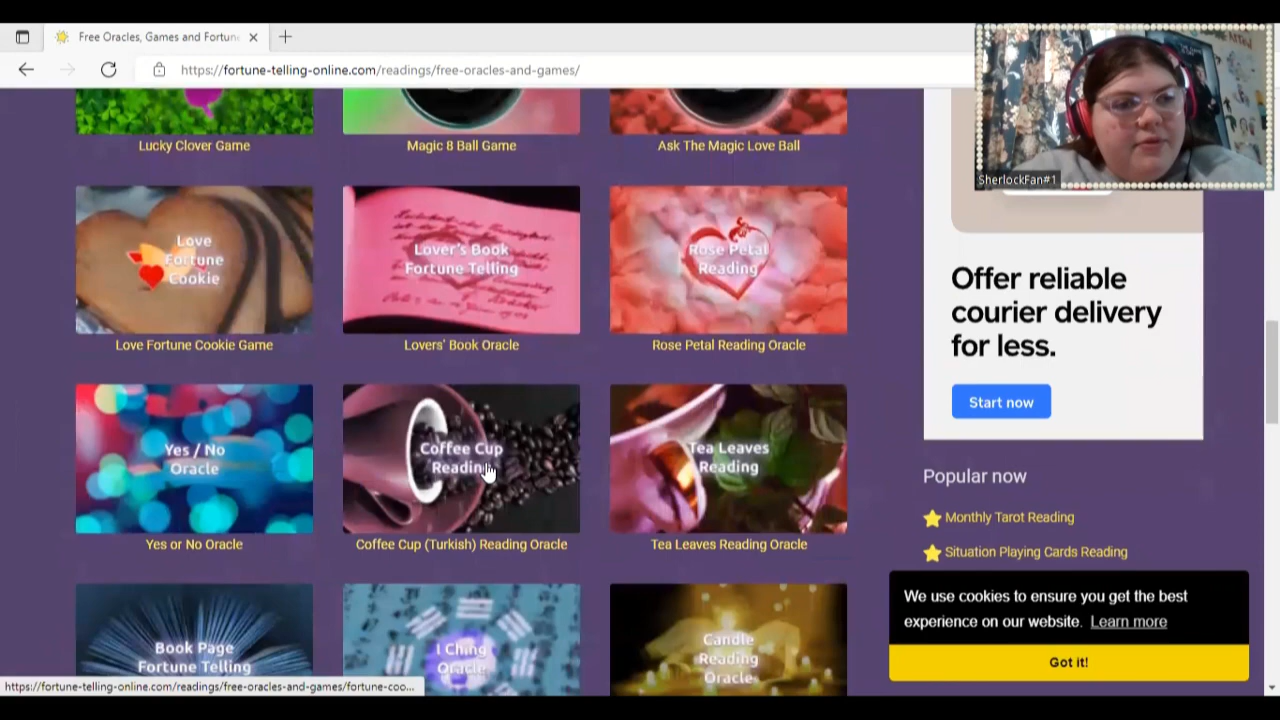 Free Oracles, Games and Fortun
https://fortune-telling-online.com/readings/free-oracles-and-games/
SherlockFan#1
Lucky Clover Game
Magic 8 Ball Game
Ask The Magic Love Ball
Love
Fortune
Cookie
Lover's Book
Fortune Telling
Rose Petal
Reading
Love Fortune Cookie Game
Lovers' Book Oracle
Rose Petal Reading Oracle
Offer reliable
courier delivery
for less.
Start now
Yes / No
Oracle
Coffee Cup
Reading
Tea Leaves
Reading
Yes or No Oracle
Coffee Cup (Turkish) Reading Oracle
Tea Leaves Reading Oracle
Popular now
Monthly Tarot Reading
Situation Playing Cards Reading
Book Page
Fortune Telling
I Ching
Oracle
Candle
Reading
Oracle
We use cookies to ensure you get the best
experience on our website. Learn more
Got it!
https://fortune-telling-online.com/readings/free-oracles-and-games/fortune-coo...